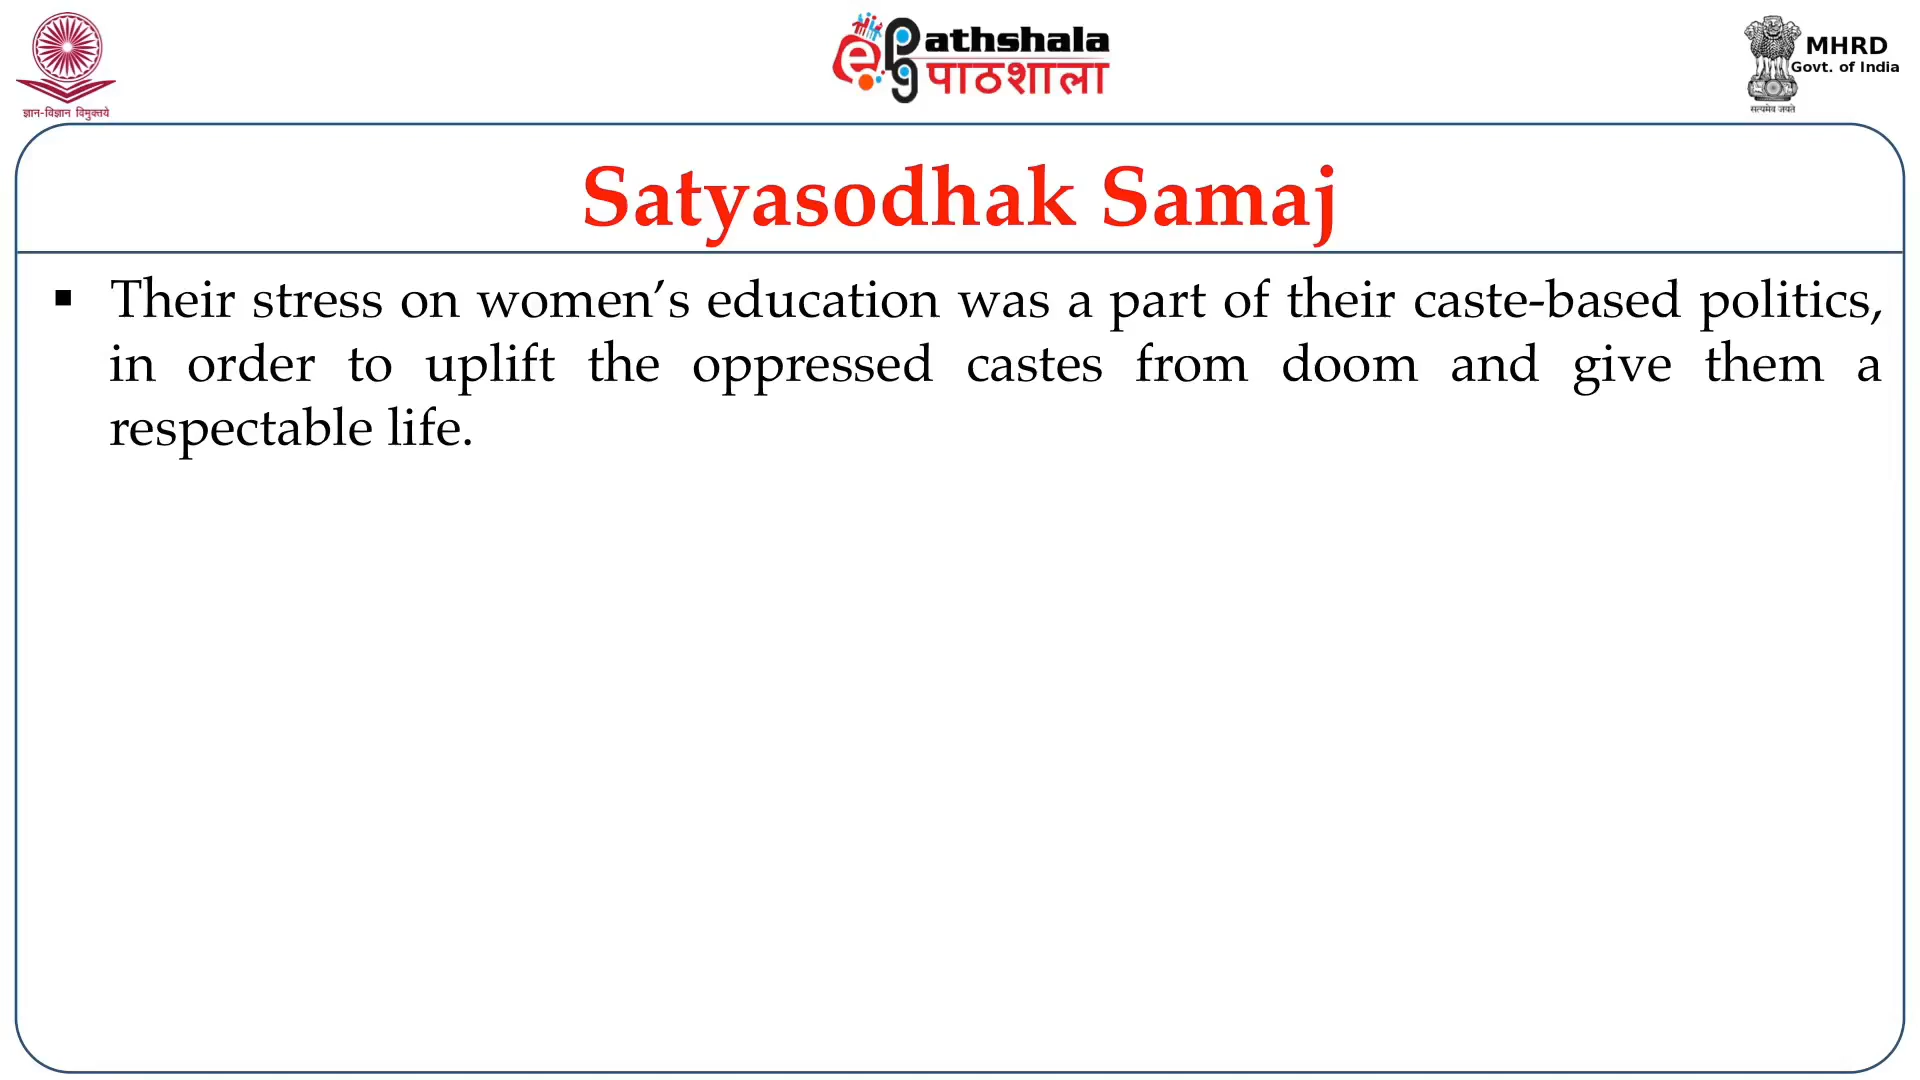 ज्ञान-विज्ञान विमुक्तये
ePathshala
पाठशाला
MHRD
Govt. of India
सत्यमेव जयते
Satyasodhak Samaj
▪ Their stress on women’s education was a part of their caste-based politics,
in order to uplift the oppressed castes from doom and give them a
respectable life.